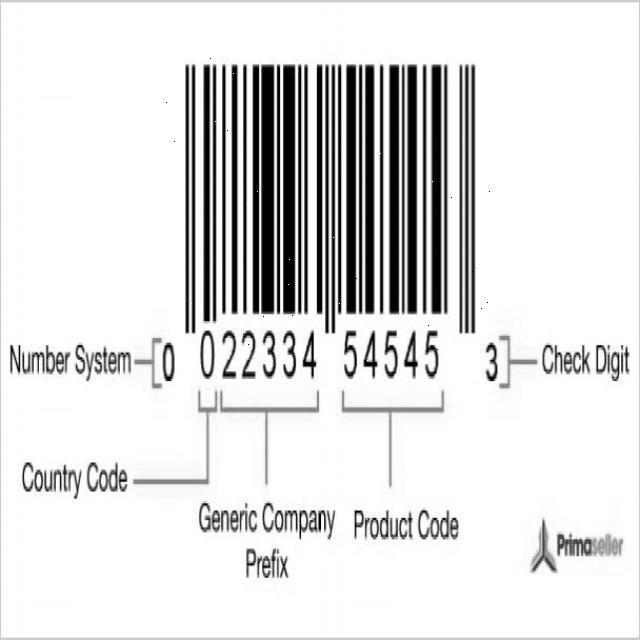 Number System 0 0 22334 54545 3 Check Digit
Country Code
Generic Company
Prefix
Product Code
Primaseller